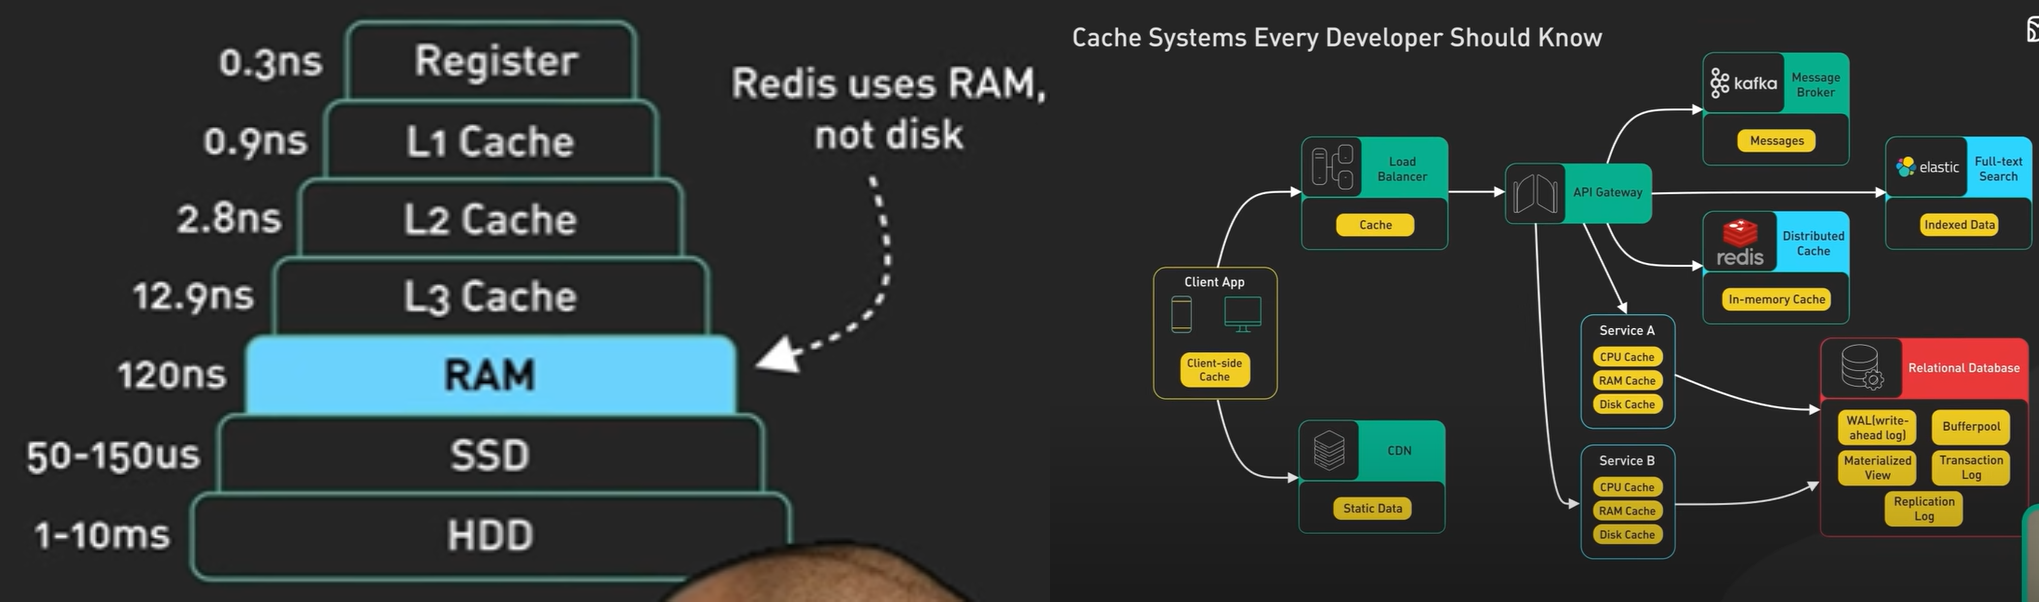 0.3ns
Register
0.9ns
L1 Cache
2.8ns
L2 Cache
12.9ns
L3 Cache
120ns
RAM
50-150us
SSD
1-10ms
HDD
Redis uses RAM,
not disk
Cache Systems Every Developer Should Know
Client App
Client-side
Cache
Load
Balancer
Cache
CDN
Static Data
API Gateway
kafka
Message
Broker
Messages
elastic
Full-text
Search
Indexed Data
redis
Distributed
Cache
In-memory Cache
Service A
CPU Cache
RAM Cache
Disk Cache
Service B
CPU Cache
RAM Cache
Disk Cache
Relational Database
WAL(write-
ahead log)
Bufferpool
Materialized
View
Transaction
Log
Replication
Log